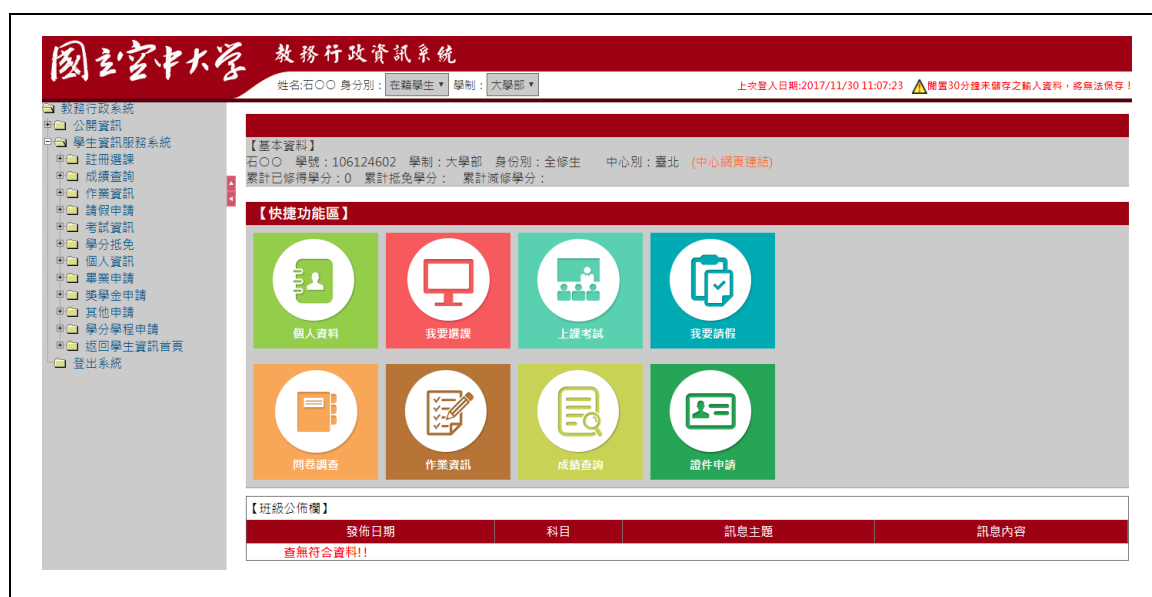 國立空中大學 教務行政資訊系統
姓名:石〇〇 身分別：在籍學生 學制：大學部
上次登入日期:2017/11/30 11:07:23 閒置30分鐘未儲存之輸入資料，將無法保存！
教務行政系統
公開資訊
學生資訊服務系統
註冊選課
成績查詢
作業資訊
請假申請
考試資訊
學分抵免
個人資訊
畢業申請
獎學金申請
其他申請
學分學程申請
返回學生資訊首頁
登出系統
【基本資料】
石〇〇 學號：106124602 學制：大學部 身份別：全修生 中心別：臺北 (中心網頁連結)
累計已修得學分：0 累計抵免學分： 累計減修學分：
【快捷功能區】
個人資料 我要選課 上課考試 我要請假
問卷調查 作業資訊 成績查詢 證件申請
【班級公佈欄】
發佈日期 科目 訊息主題 訊息內容
查無符合資料!!